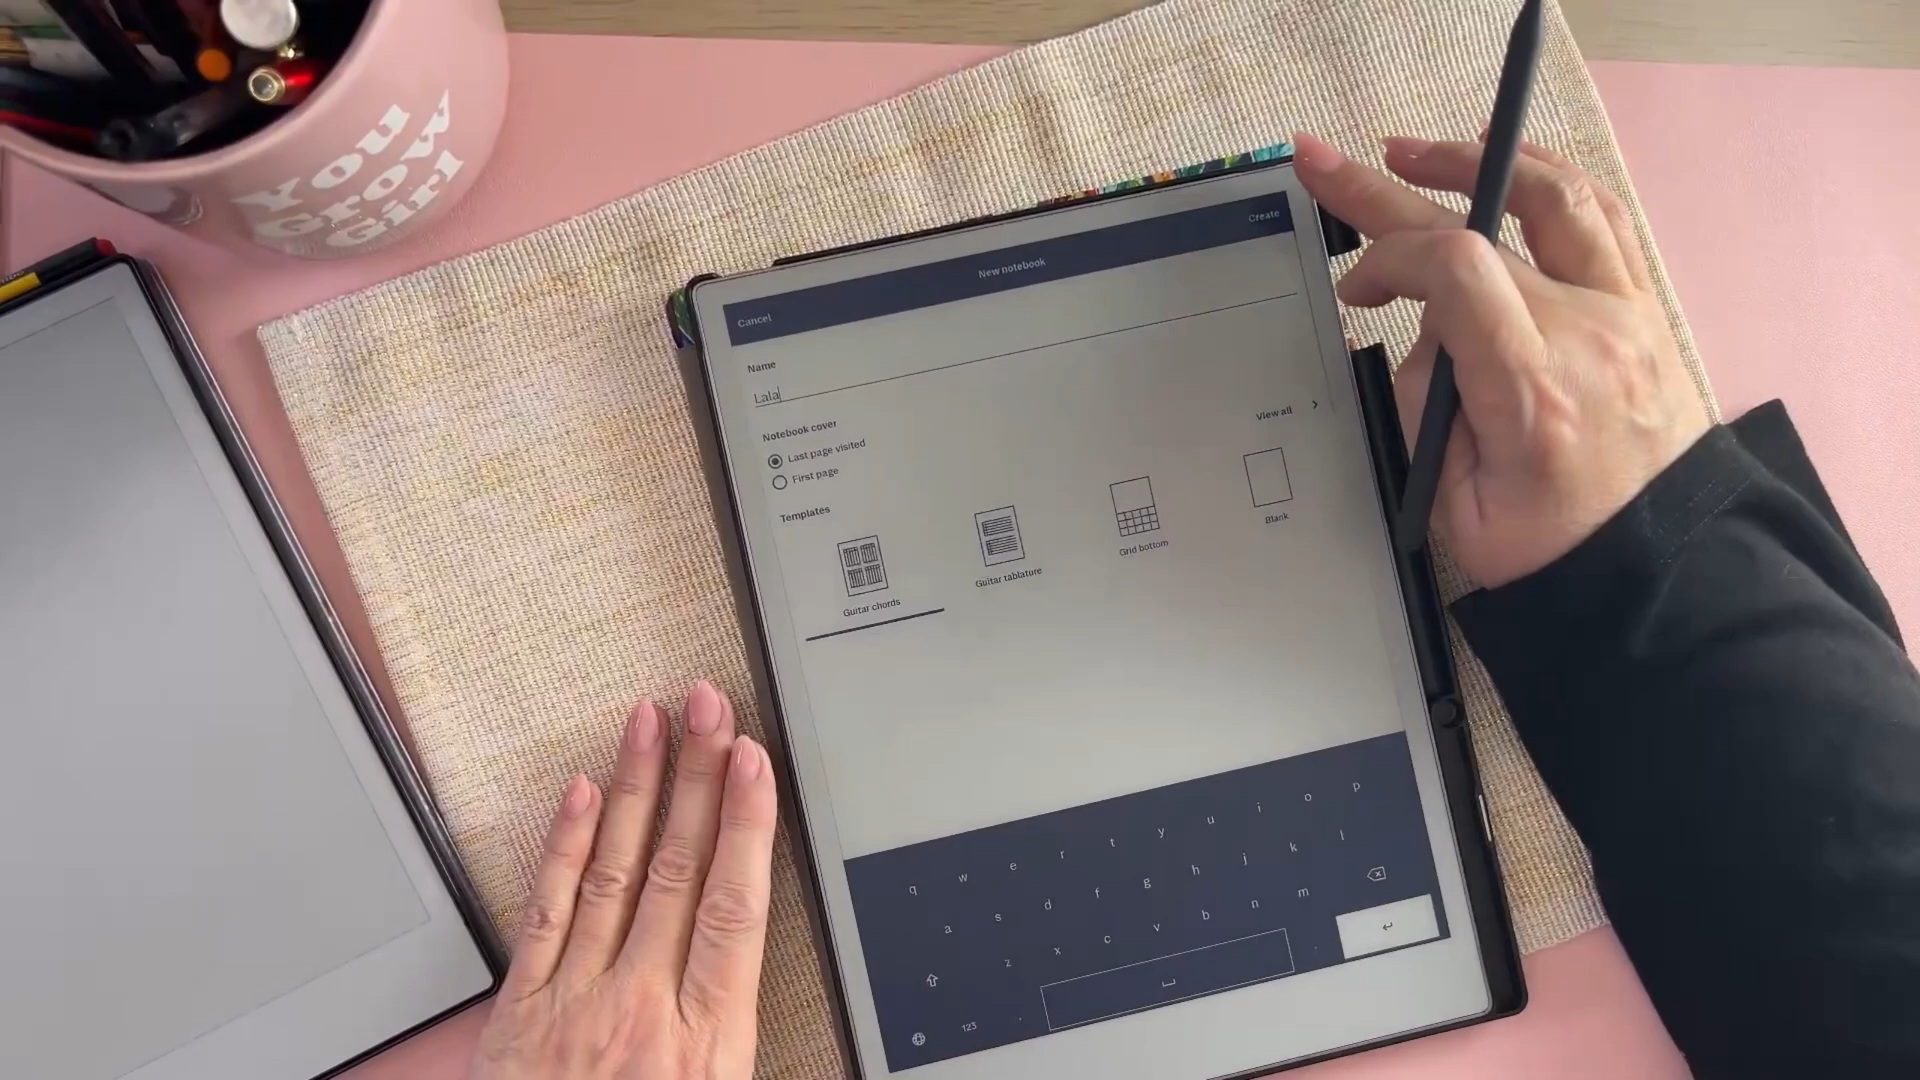 You
Grow
Girl
Create
New notebook
Cancel
Name
Lala
Notebook cover
View all
Last page visited
First page
Templates
Guitar chords
Guitar tablature
Grid bottom
Blank
q w e r t y u i o p
a s d f g h j k l
z x c v b n m
123 , .